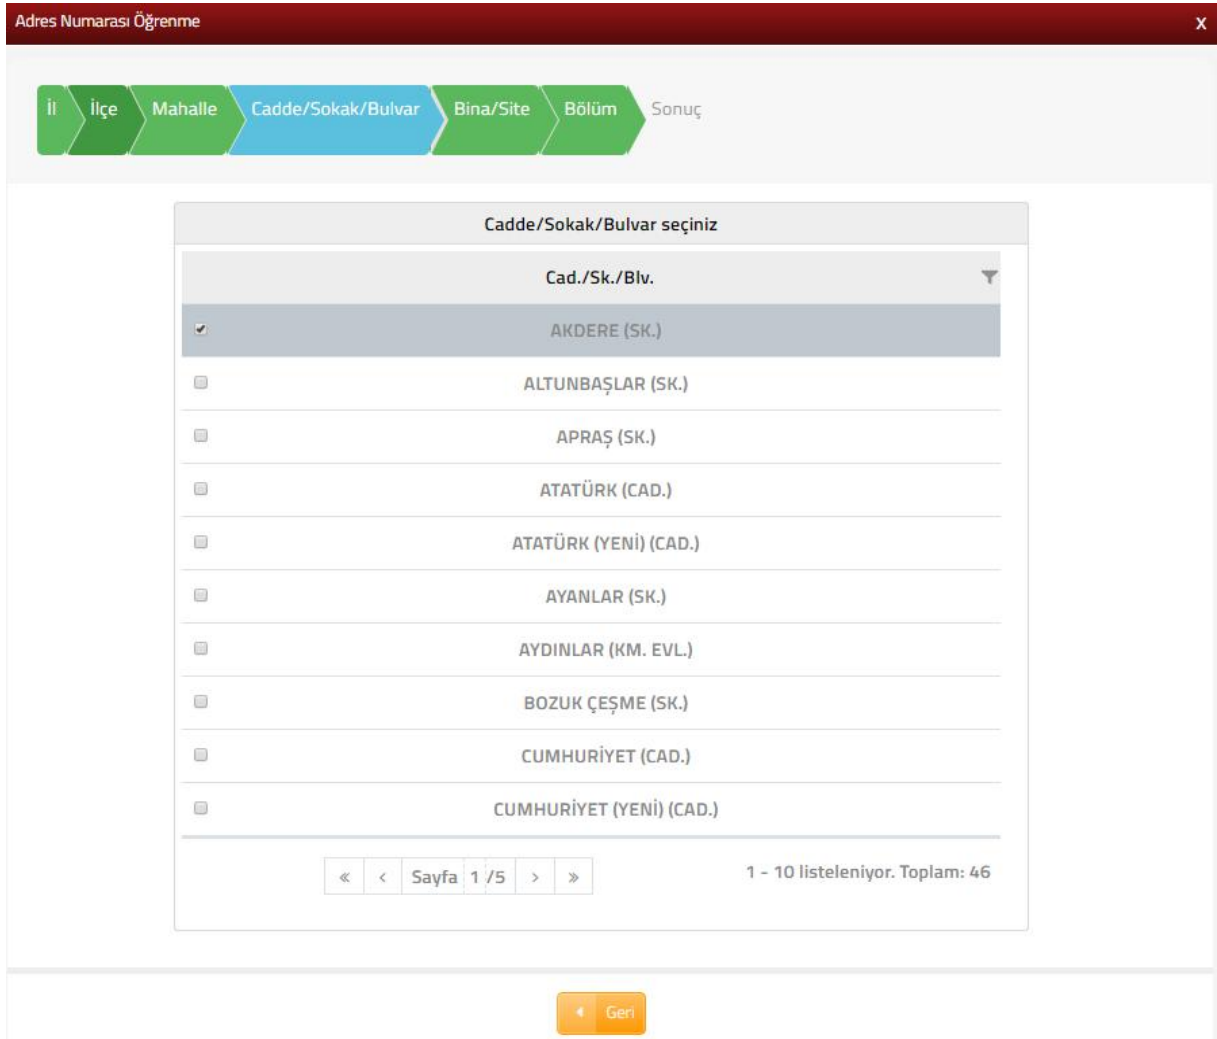 Adres Numarası Öğrenme X
İl İlçe Mahalle Cadde/Sokak/Bulvar Bina/Site Bölüm Sonuç
Cadde/Sokak/Bulvar seçiniz
Cad./Sk./Blv.
AKDERE (SK.)
ALTUNBAŞLAR (SK.)
APRAŞ (SK.)
ATATÜRK (CAD.)
ATATÜRK (YENİ) (CAD.)
AYANLAR (SK.)
AYDINLAR (KM. EVL.)
BOZUK ÇEŞME (SK.)
CUMHURİYET (CAD.)
CUMHURİYET (YENİ) (CAD.)
« ‹ Sayfa 1 /5 › » 1 - 10 listeleniyor. Toplam: 46
Geri